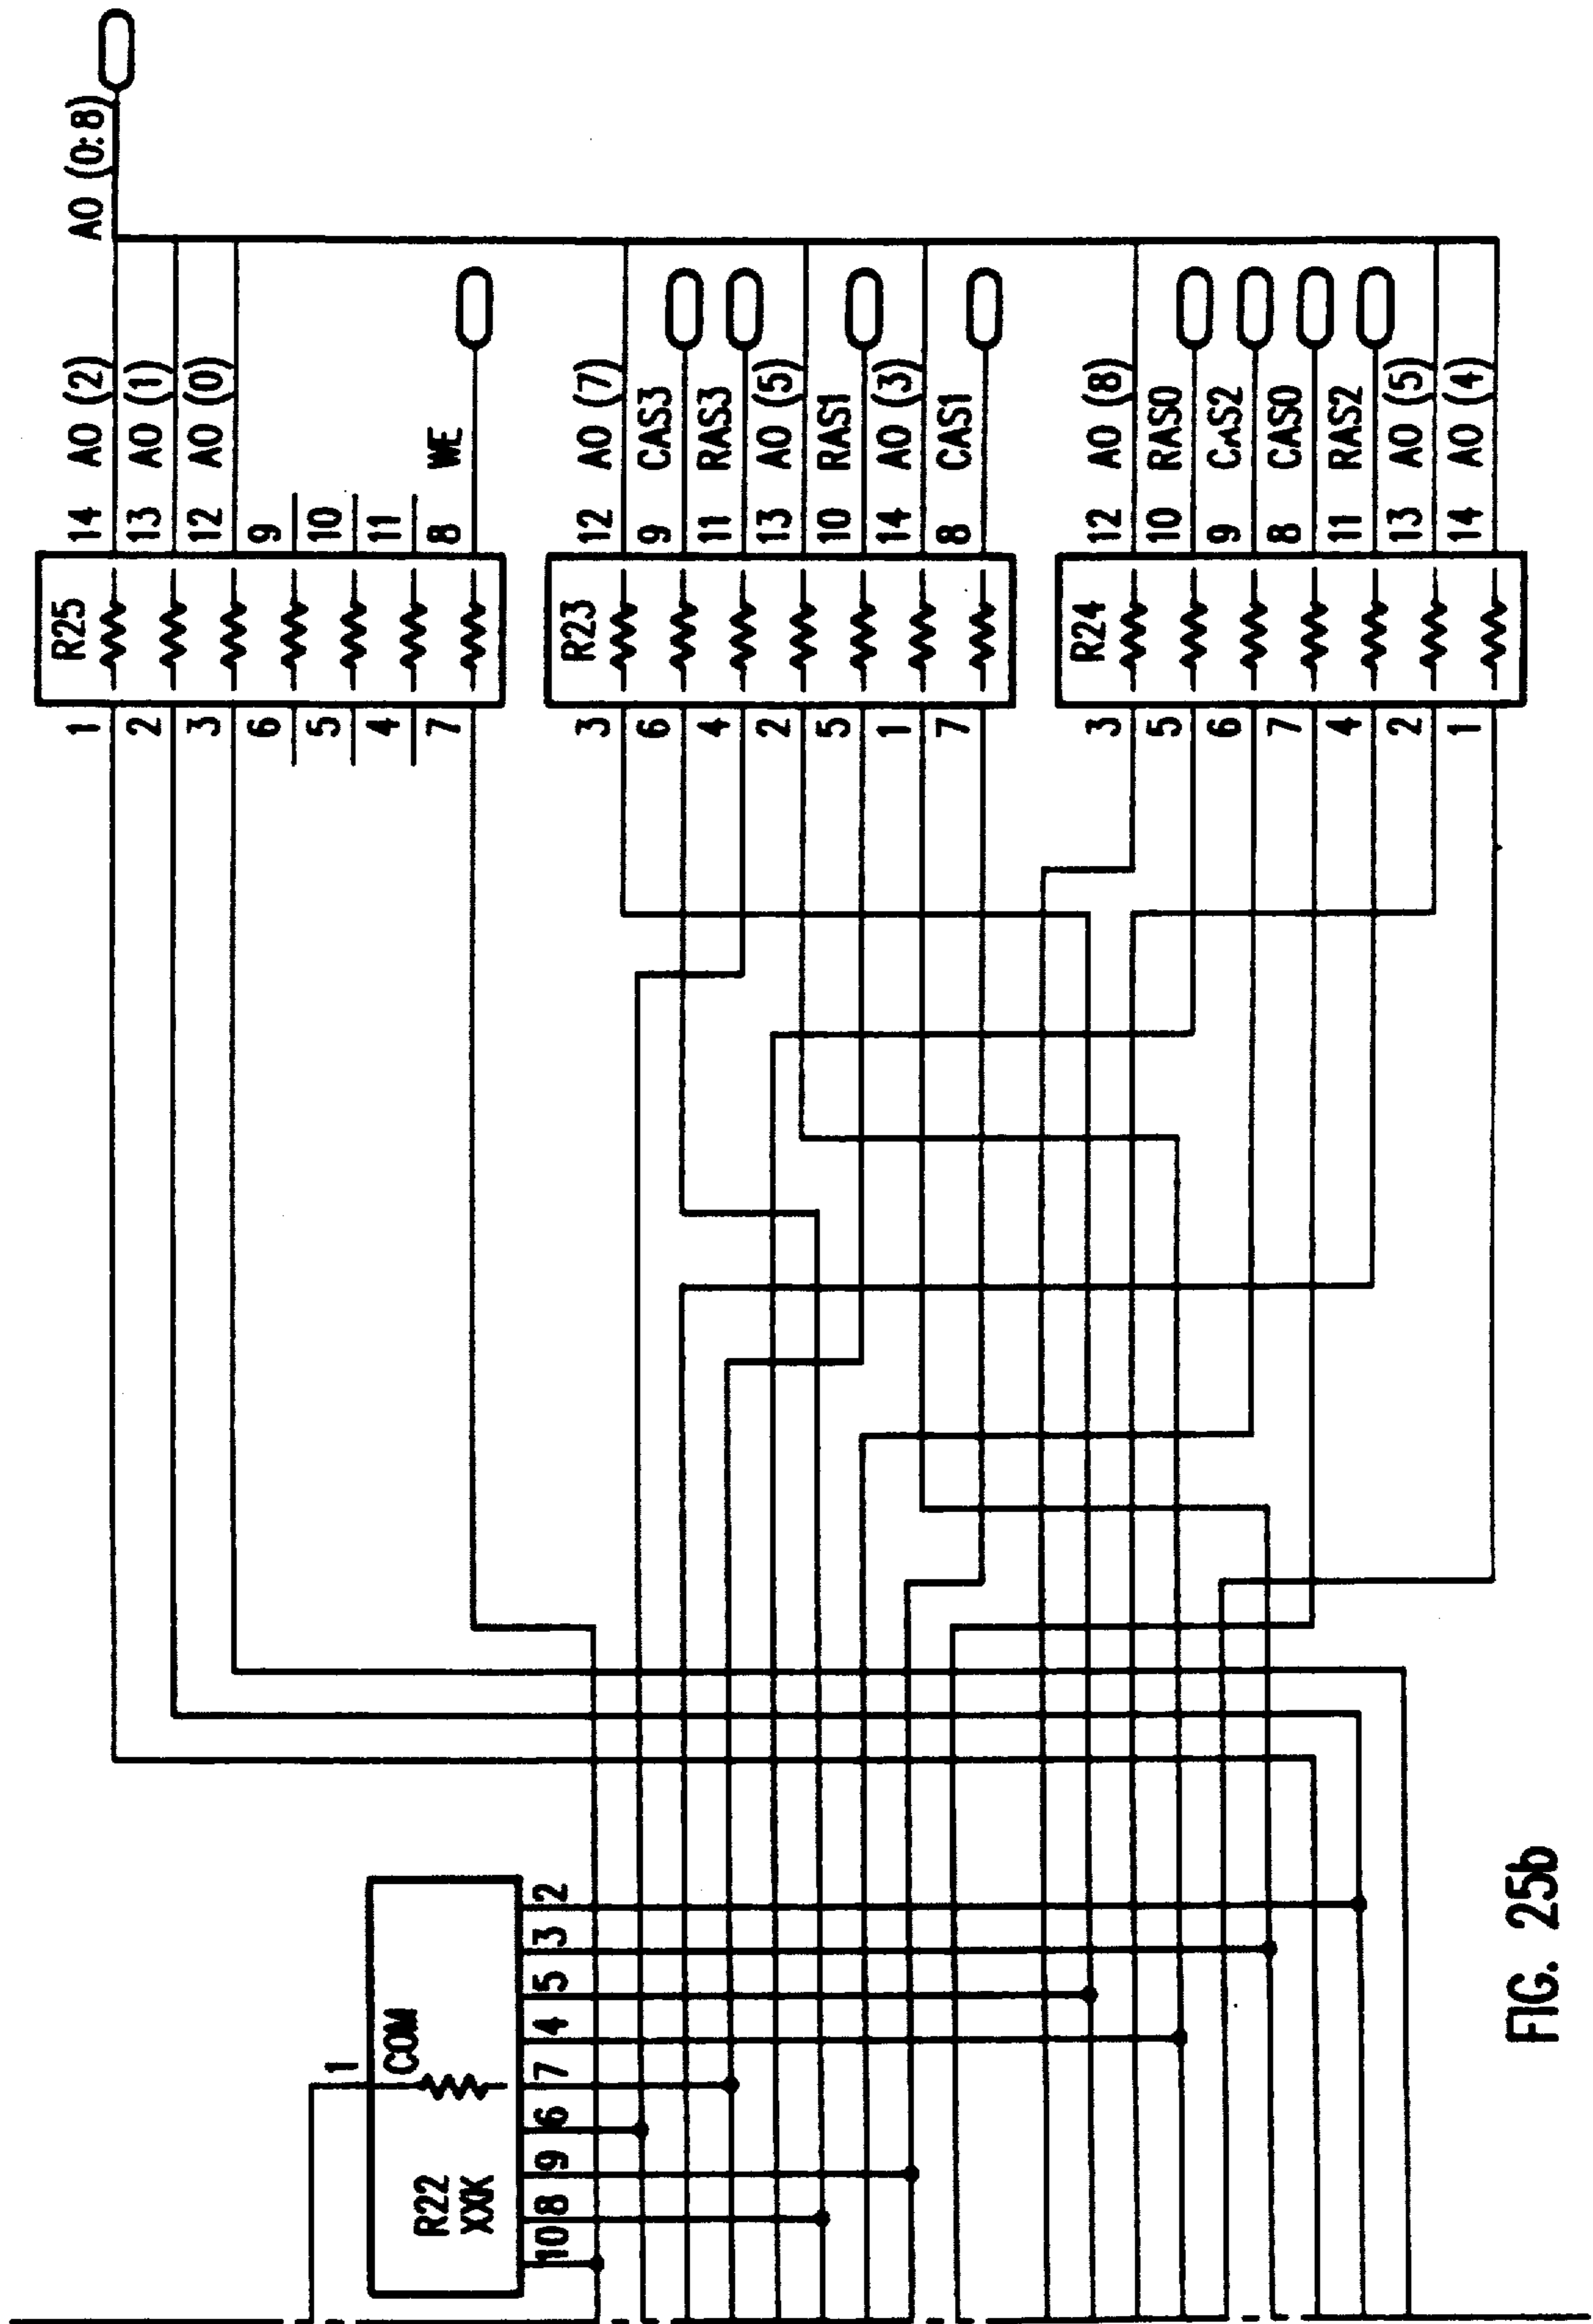 A0 (0:8)
R25
1 14 A0 (2)
2 13 A0 (1)
3 12 A0 (0)
6 9
5 10
4 11
7 8 WE
R23
3 12 A0 (7)
6 9 CAS3
4 11 RAS3
2 13 A0 (5)
5 10 RAS1
1 14 A0 (3)
7 8 CAS1
R24
3 12 A0 (8)
5 10 RAS0
6 9 CAS2
7 8 CAS0
4 11 RAS2
2 13 A0 (5)
1 14 A0 (4)
1
COM
R22
XXK
10 8 9 6 7 4 5 3 2
FIG. 25b